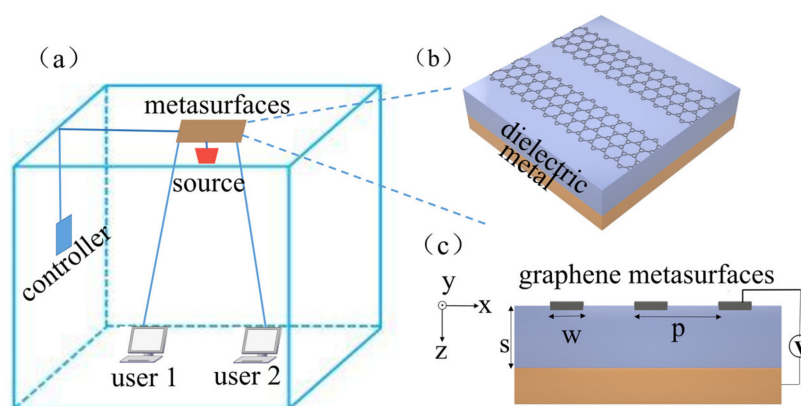 (a)
metasurfaces
source
controller
user 1
user 2
(b)
dielectric
metal
(c)
graphene metasurfaces
y
x
z
s
w
p
V